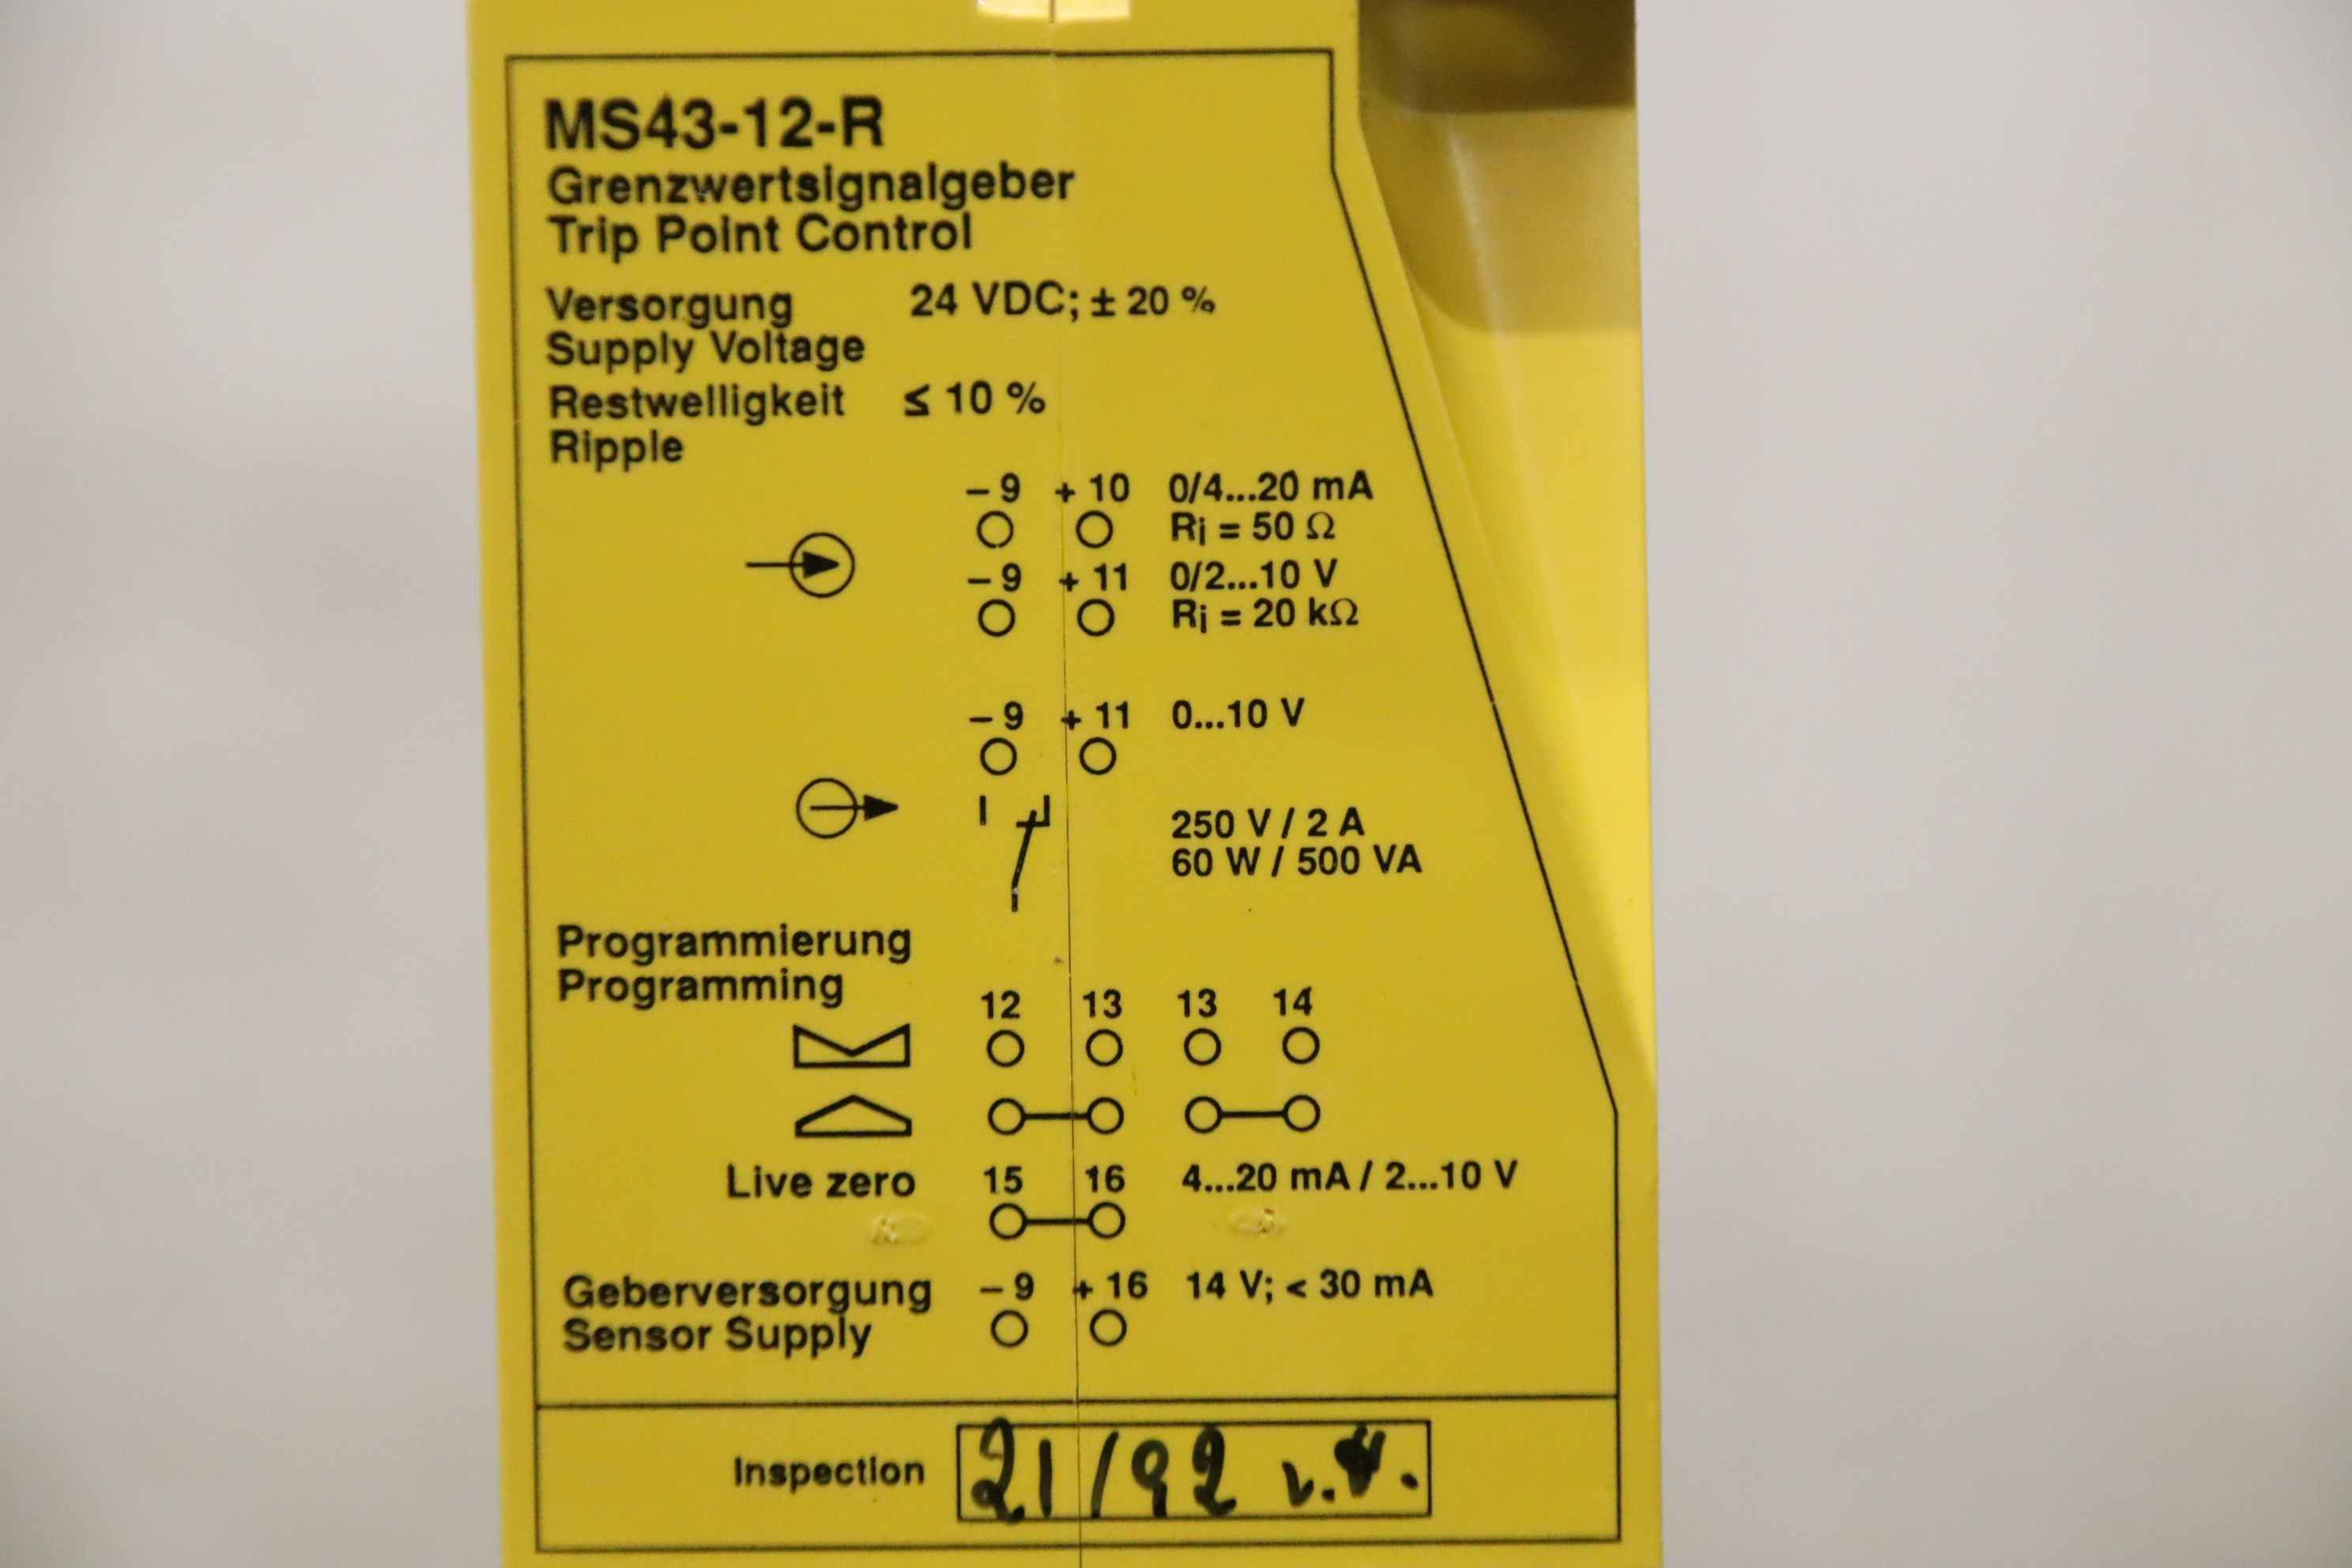 MS43-12-R
Grenzwertsignalgeber
Trip Point Control
Versorgung 24 VDC; ± 20 %
Supply Voltage
Restwelligkeit ≤ 10 %
Ripple
– 9 + 10 0/4...20 mA
Ri = 50 Ω
– 9 + 11 0/2...10 V
Ri = 20 kΩ
– 9 + 11 0...10 V
250 V / 2 A
60 W / 500 VA
Programmierung
Programming
12 13 13 14
Live zero 15 16 4...20 mA / 2...10 V
Geberversorgung – 9 + 16 14 V; < 30 mA
Sensor Supply
Inspection 21/92